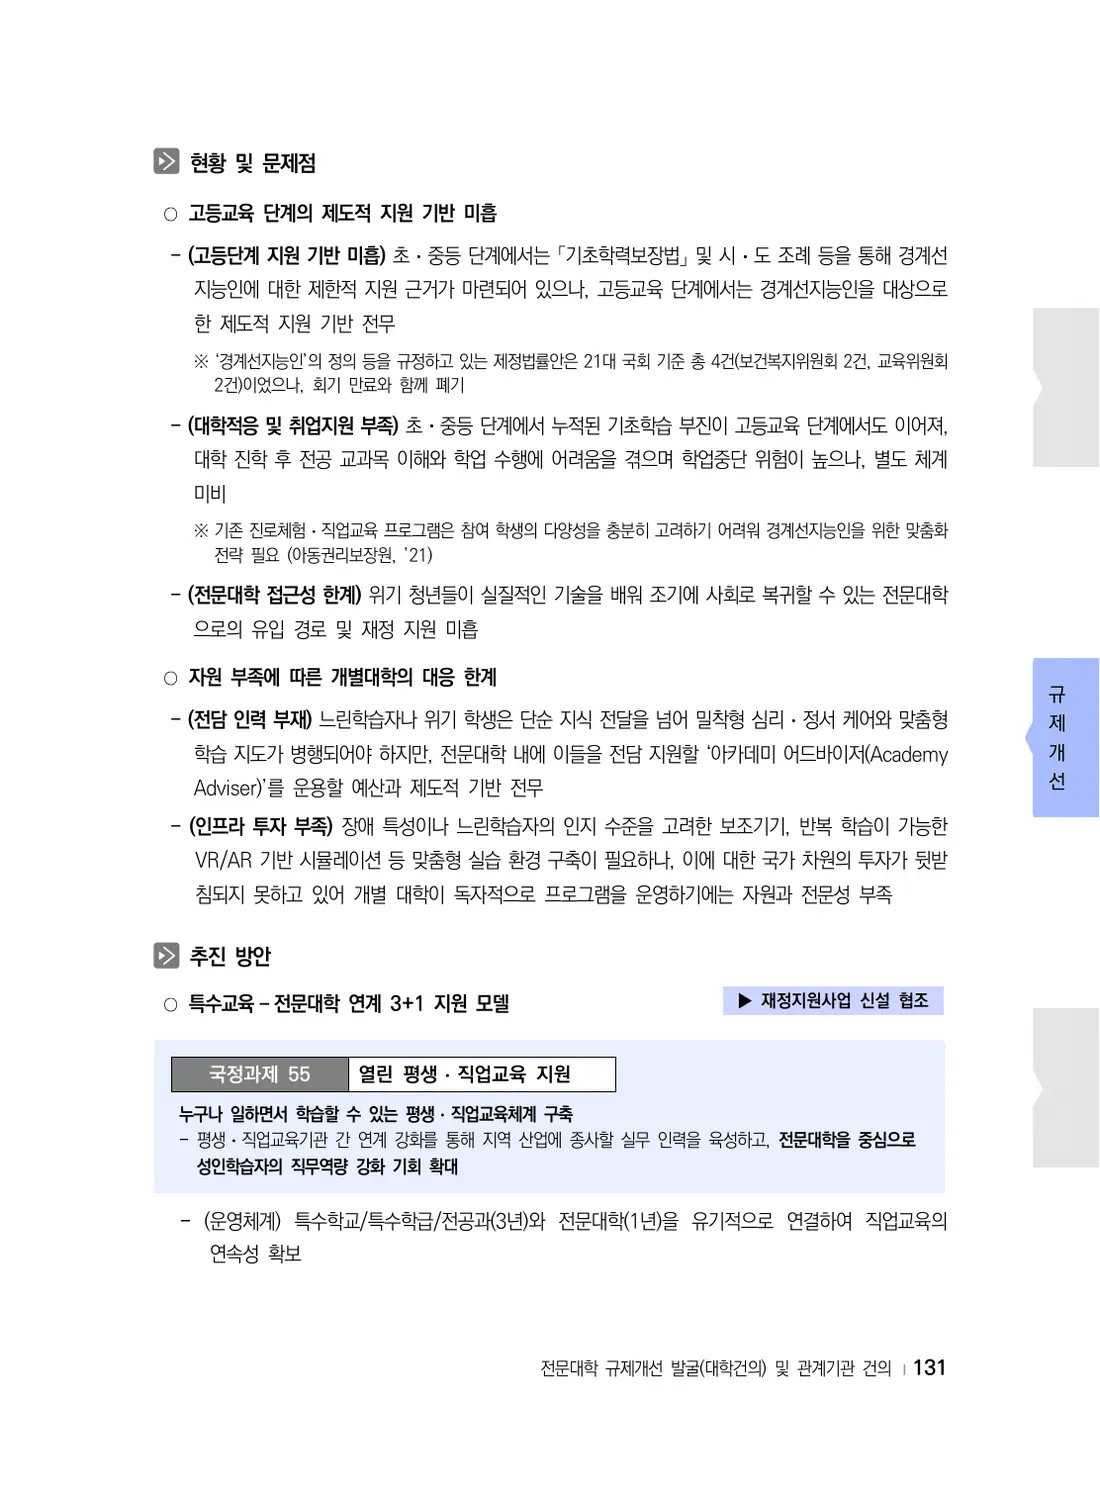 현황 및 문제점
○ 고등교육 단계의 제도적 지원 기반 미흡
- (고등단계 지원 기반 미흡) 초·중등 단계에서는 「기초학력보장법」 및 시·도 조례 등을 통해 경계선
지능인에 대한 제한적 지원 근거가 마련되어 있으나, 고등교육 단계에서는 경계선지능인을 대상으로
한 제도적 지원 기반 전무
※ ‘경계선지능인’의 정의 등을 규정하고 있는 제정법률안은 21대 국회 기준 총 4건(보건복지위원회 2건, 교육위원회
2건)이었으나, 회기 만료와 함께 폐기
- (대학적응 및 취업지원 부족) 초·중등 단계에서 누적된 기초학습 부진이 고등교육 단계에서도 이어져,
대학 진학 후 전공 교과목 이해와 학업 수행에 어려움을 겪으며 학업중단 위험이 높으나, 별도 체계
미비
※ 기존 진로체험·직업교육 프로그램은 참여 학생의 다양성을 충분히 고려하기 어려워 경계선지능인을 위한 맞춤화
전략 필요 (아동권리보장원, ’21)
- (전문대학 접근성 한계) 위기 청년들이 실질적인 기술을 배워 조기에 사회로 복귀할 수 있는 전문대학
으로의 유입 경로 및 재정 지원 미흡
○ 자원 부족에 따른 개별대학의 대응 한계
- (전담 인력 부재) 느린학습자나 위기 학생은 단순 지식 전달을 넘어 밀착형 심리·정서 케어와 맞춤형
학습 지도가 병행되어야 하지만, 전문대학 내에 이들을 전담 지원할 ‘아카데미 어드바이저(Academy
Adviser)’를 운용할 예산과 제도적 기반 전무
- (인프라 투자 부족) 장애 특성이나 느린학습자의 인지 수준을 고려한 보조기기, 반복 학습이 가능한
VR/AR 기반 시뮬레이션 등 맞춤형 실습 환경 구축이 필요하나, 이에 대한 국가 차원의 투자가 뒷받
침되지 못하고 있어 개별 대학이 독자적으로 프로그램을 운영하기에는 자원과 전문성 부족
추진 방안
○ 특수교육 – 전문대학 연계 3+1 지원 모델
▶ 재정지원사업 신설 협조
국정과제 55
열린 평생·직업교육 지원
누구나 일하면서 학습할 수 있는 평생·직업교육체계 구축
- 평생·직업교육기관 간 연계 강화를 통해 지역 산업에 종사할 실무 인력을 육성하고, 전문대학을 중심으로
성인학습자의 직무역량 강화 기회 확대
- (운영체계) 특수학교/특수학급/전공과(3년)와 전문대학(1년)을 유기적으로 연결하여 직업교육의
연속성 확보
규
제
개
선
전문대학 규제개선 발굴(대학건의) 및 관계기관 건의 | 131